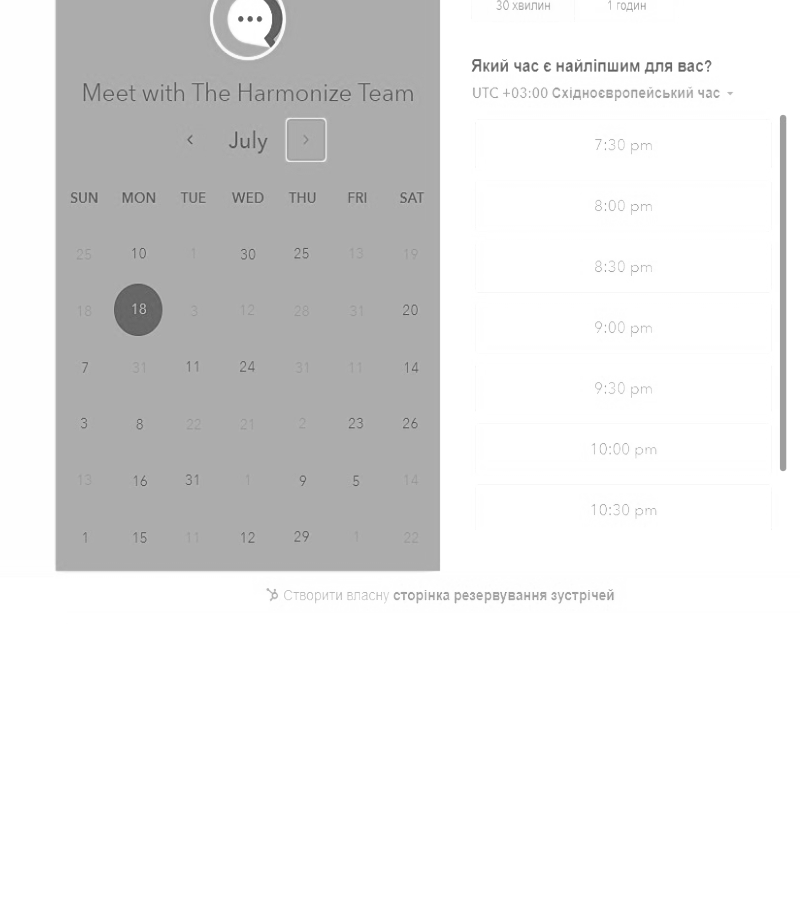 30 хвилин 1 годин
Meet with The Harmonize Team
July
SUN MON TUE WED THU FRI SAT
25 10 1 30 25 13 19
18 18 3 12 28 31 20
7 31 11 24 31 11 14
3 8 22 21 2 23 26
13 16 31 1 9 5 14
1 15 11 12 29 1 22
Який час є найліпшим для вас?
UTC +03:00 Східноєвропейський час
7:30 pm
8:00 pm
8:30 pm
9:00 pm
9:30 pm
10:00 pm
10:30 pm
Створити власну сторінка резервування зустрічей